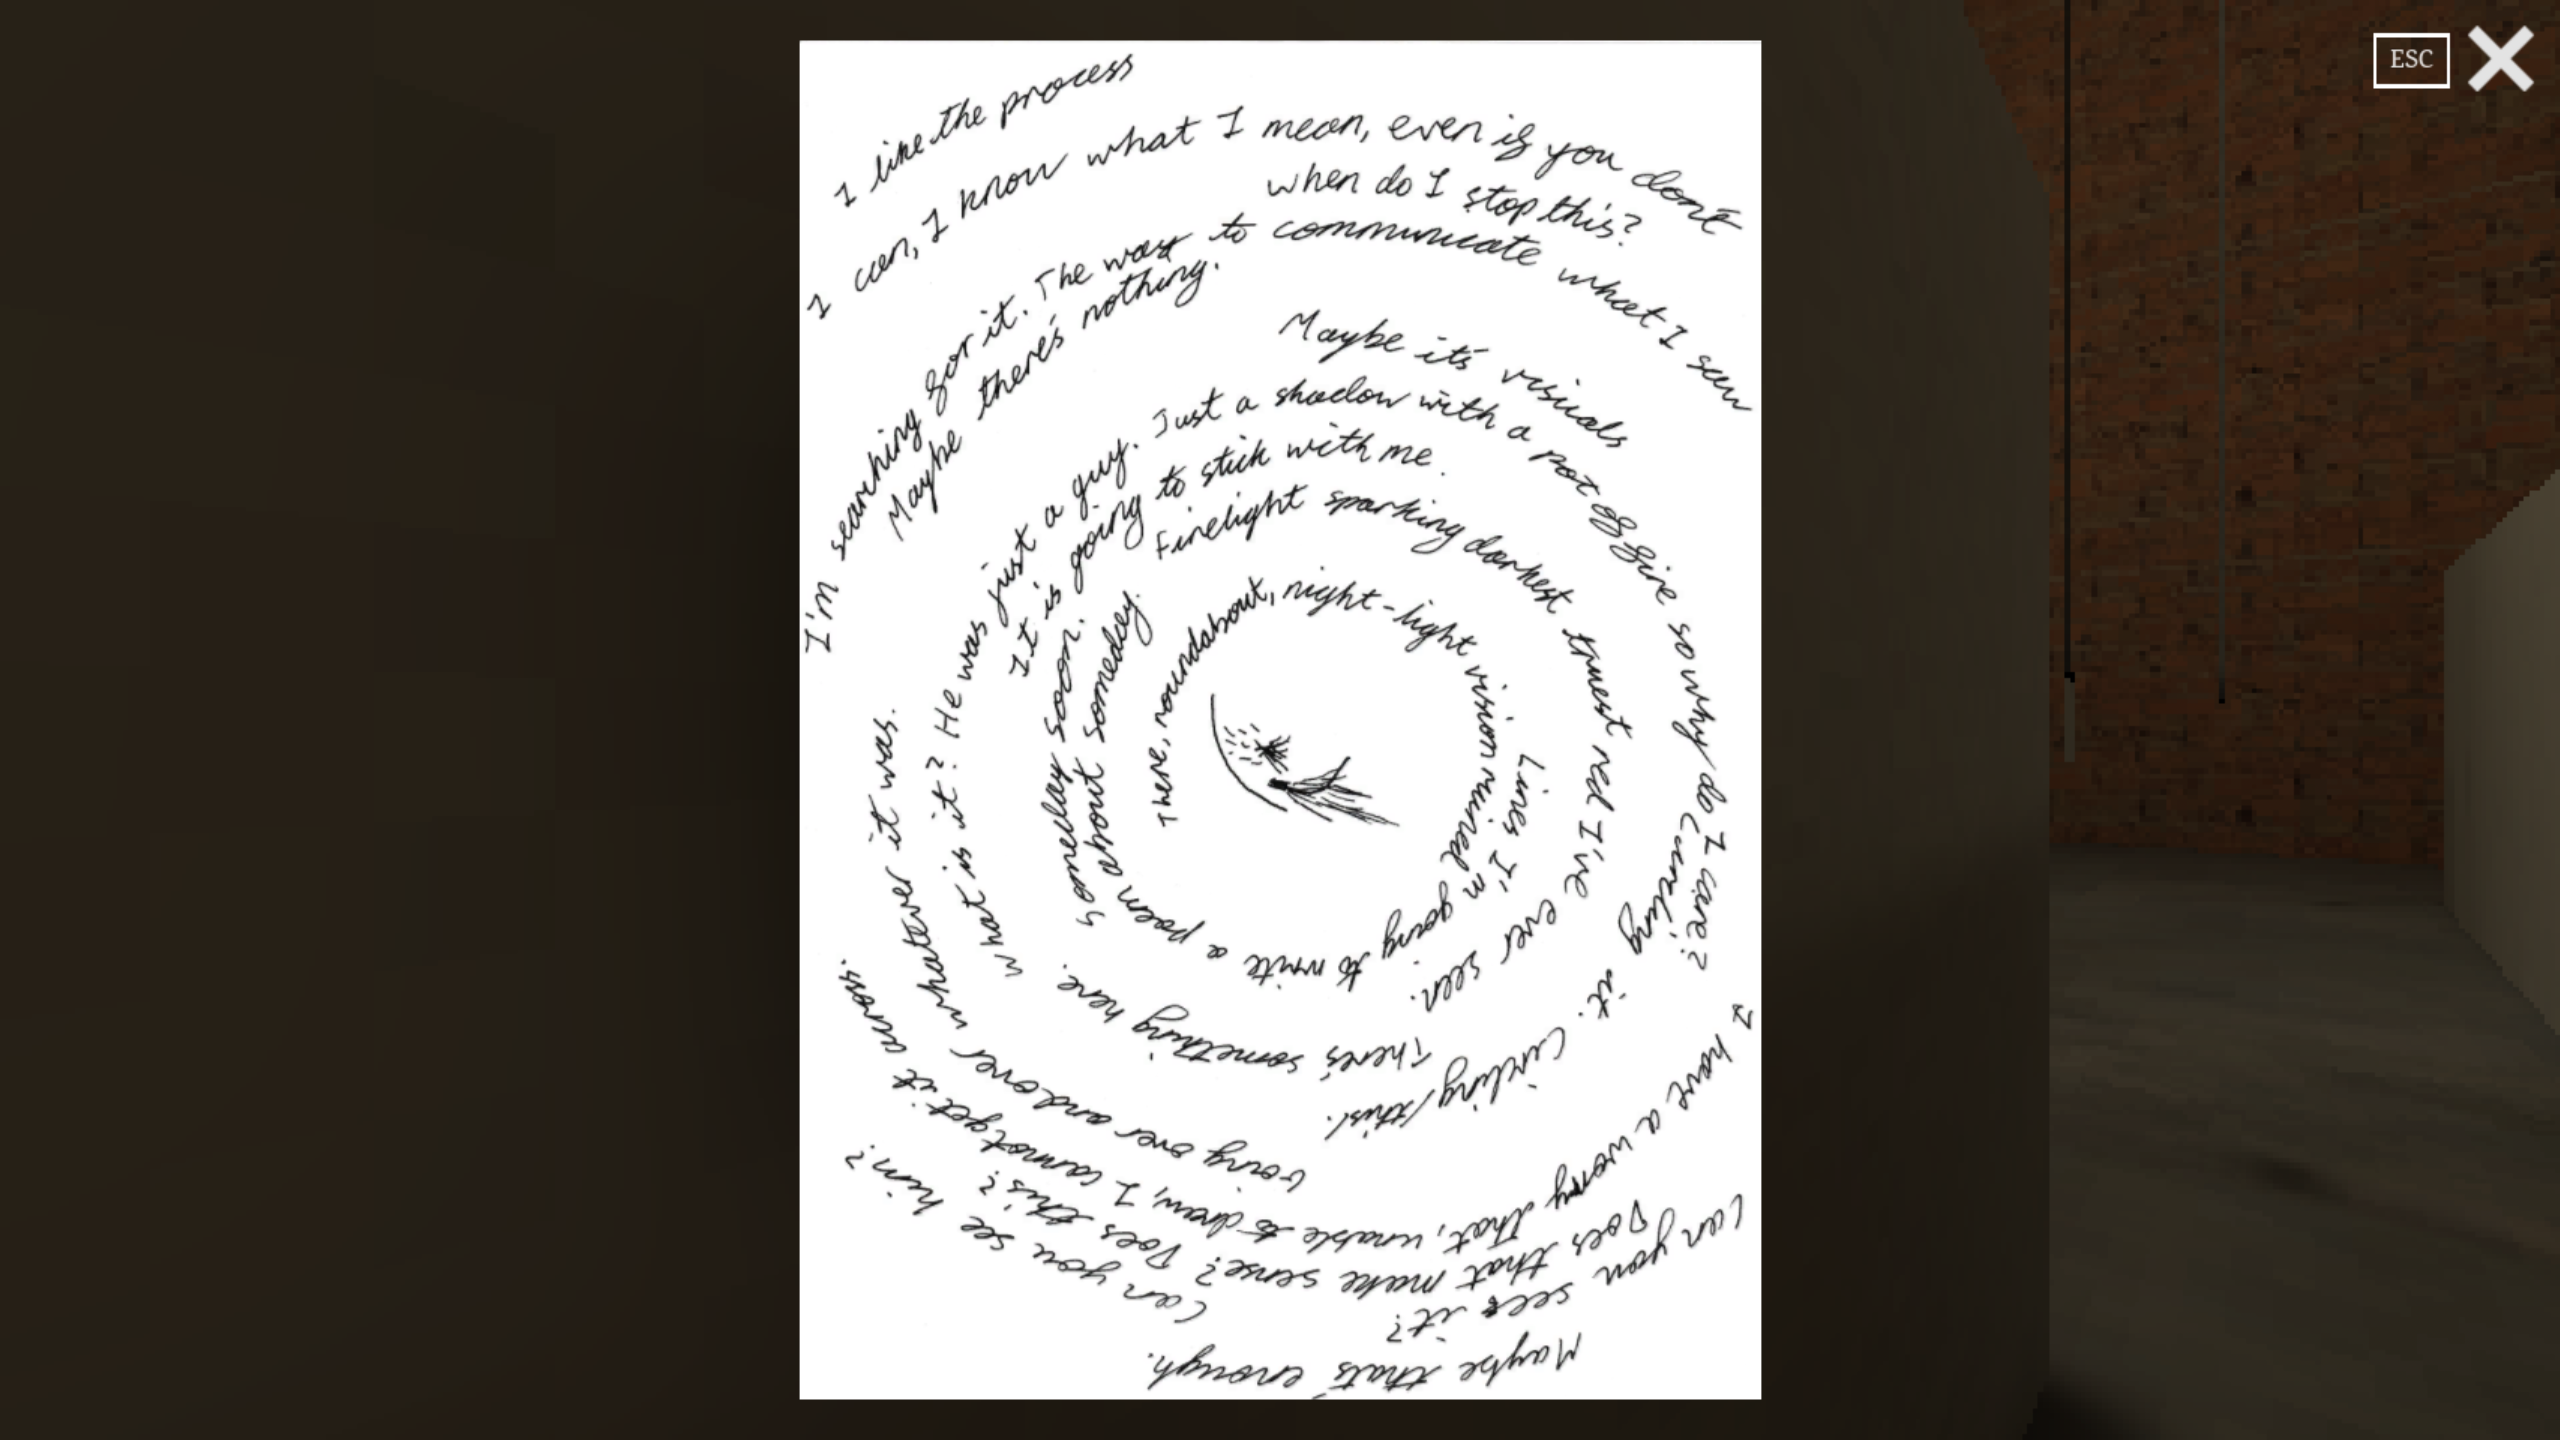 There, roundabout, night-light vision ruined
Lines I'm going to write a poem about someday.
Someday soon.
Firelight sparking darkest truest red I've ever seen.
There's something here.
It is going to stick with me.
What is it? He was just a guy. Just a shadow with a pot of fire so why do I care?
Maybe it's visuals
Curling it.
Circling/this/.
Going over and over whatever it was.
Maybe there's nothing.
I'm searching for it. The way to communicate what I saw
when do I stop this?
I have a worry that, unable to draw, I cannot get it across.
Does that make sense? Does this?
Can you see it?
Can you see him?
I can, I know what I mean, even if you don't
I like the process
Maybe that's enough.
ESC